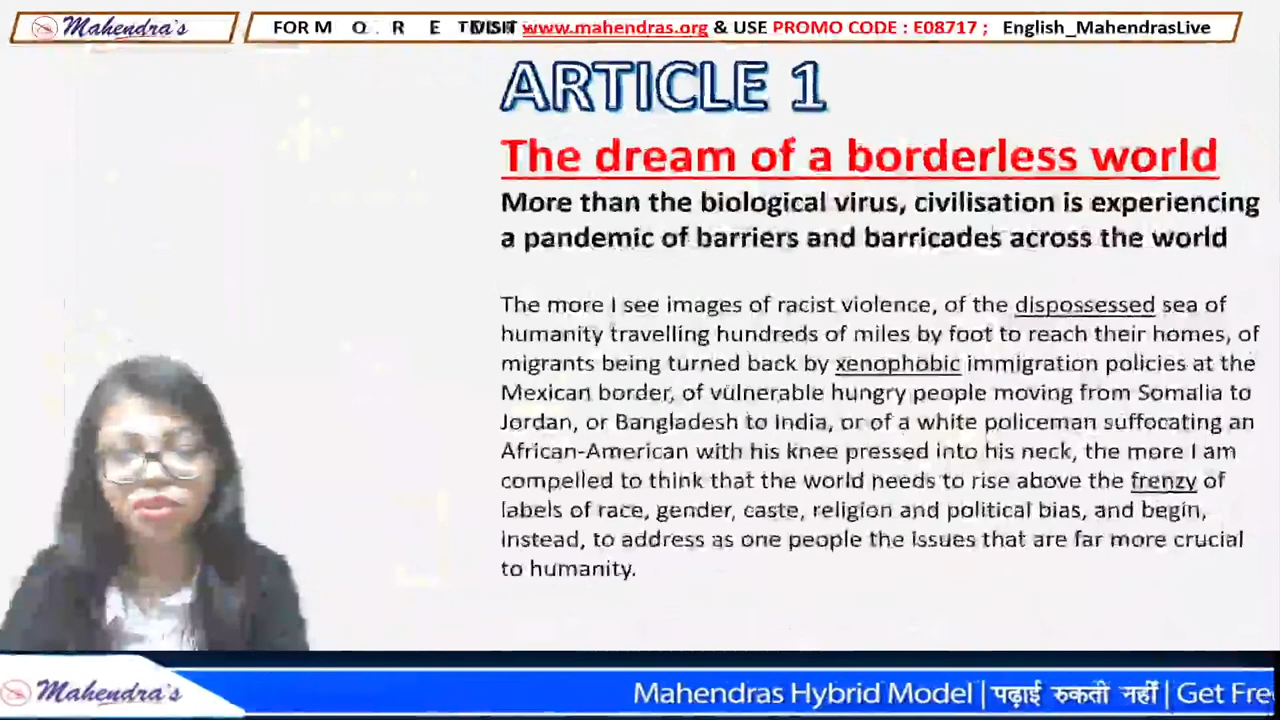 Mahendra's
FOR M O R E VISIT www.mahendras.org & USE PROMO CODE : E08717 ; English_MahendrasLive
ARTICLE 1
The dream of a borderless world
More than the biological virus, civilisation is experiencing
a pandemic of barriers and barricades across the world
The more I see images of racist violence, of the dispossessed sea of
humanity travelling hundreds of miles by foot to reach their homes, of
migrants being turned back by xenophobic immigration policies at the
Mexican border, of vulnerable hungry people moving from Somalia to
Jordan, or Bangladesh to India, or of a white policeman suffocating an
African-American with his knee pressed into his neck, the more I am
compelled to think that the world needs to rise above the frenzy of
labels of race, gender, caste, religion and political bias, and begin,
instead, to address as one people the issues that are far more crucial
to humanity.
Mahendra's
Mahendras Hybrid Model | पढ़ाई रुकती नहीं | Get Fre